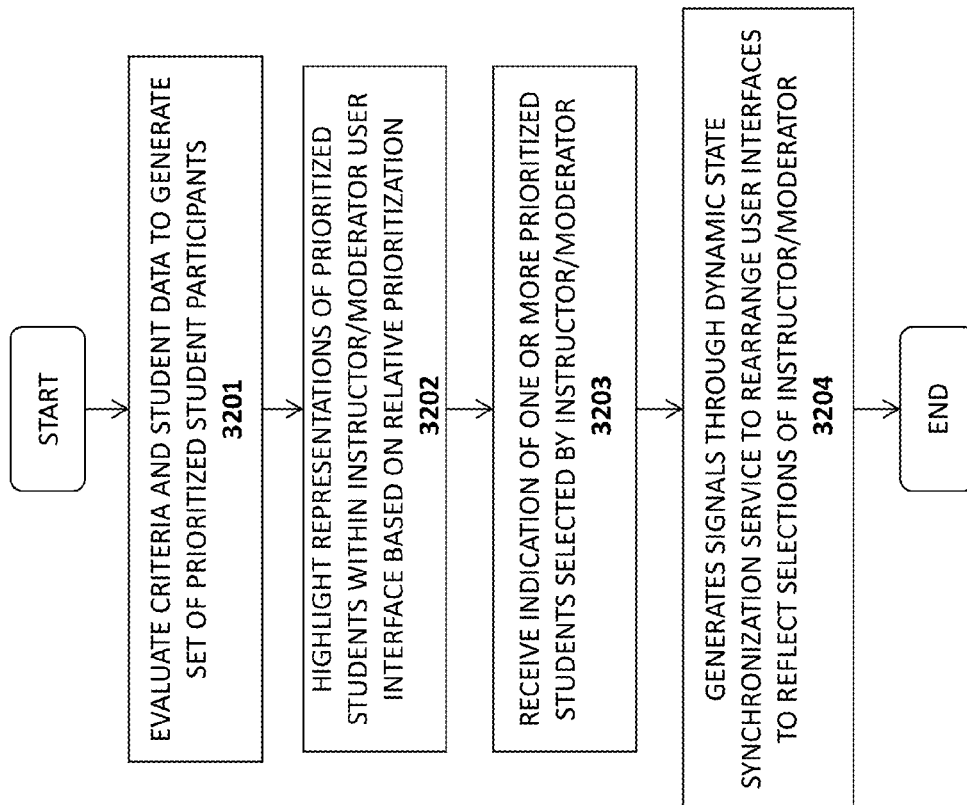 START
EVALUATE CRITERIA AND STUDENT DATA TO GENERATE
SET OF PRIORITIZED STUDENT PARTICIPANTS
3201
HIGHLIGHT REPRESENTATIONS OF PRIORITIZED
STUDENTS WITHIN INSTRUCTOR/MODERATOR USER
INTERFACE BASED ON RELATIVE PRIORITIZATION
3202
RECEIVE INDICATION OF ONE OR MORE PRIORITIZED
STUDENTS SELECTED BY INSTRUCTOR/MODERATOR
3203
GENERATES SIGNALS THROUGH DYNAMIC STATE
SYNCHRONIZATION SERVICE TO REARRANGE USER INTERFACES
TO REFLECT SELECTIONS OF INSTRUCTOR/MODERATOR
3204
END